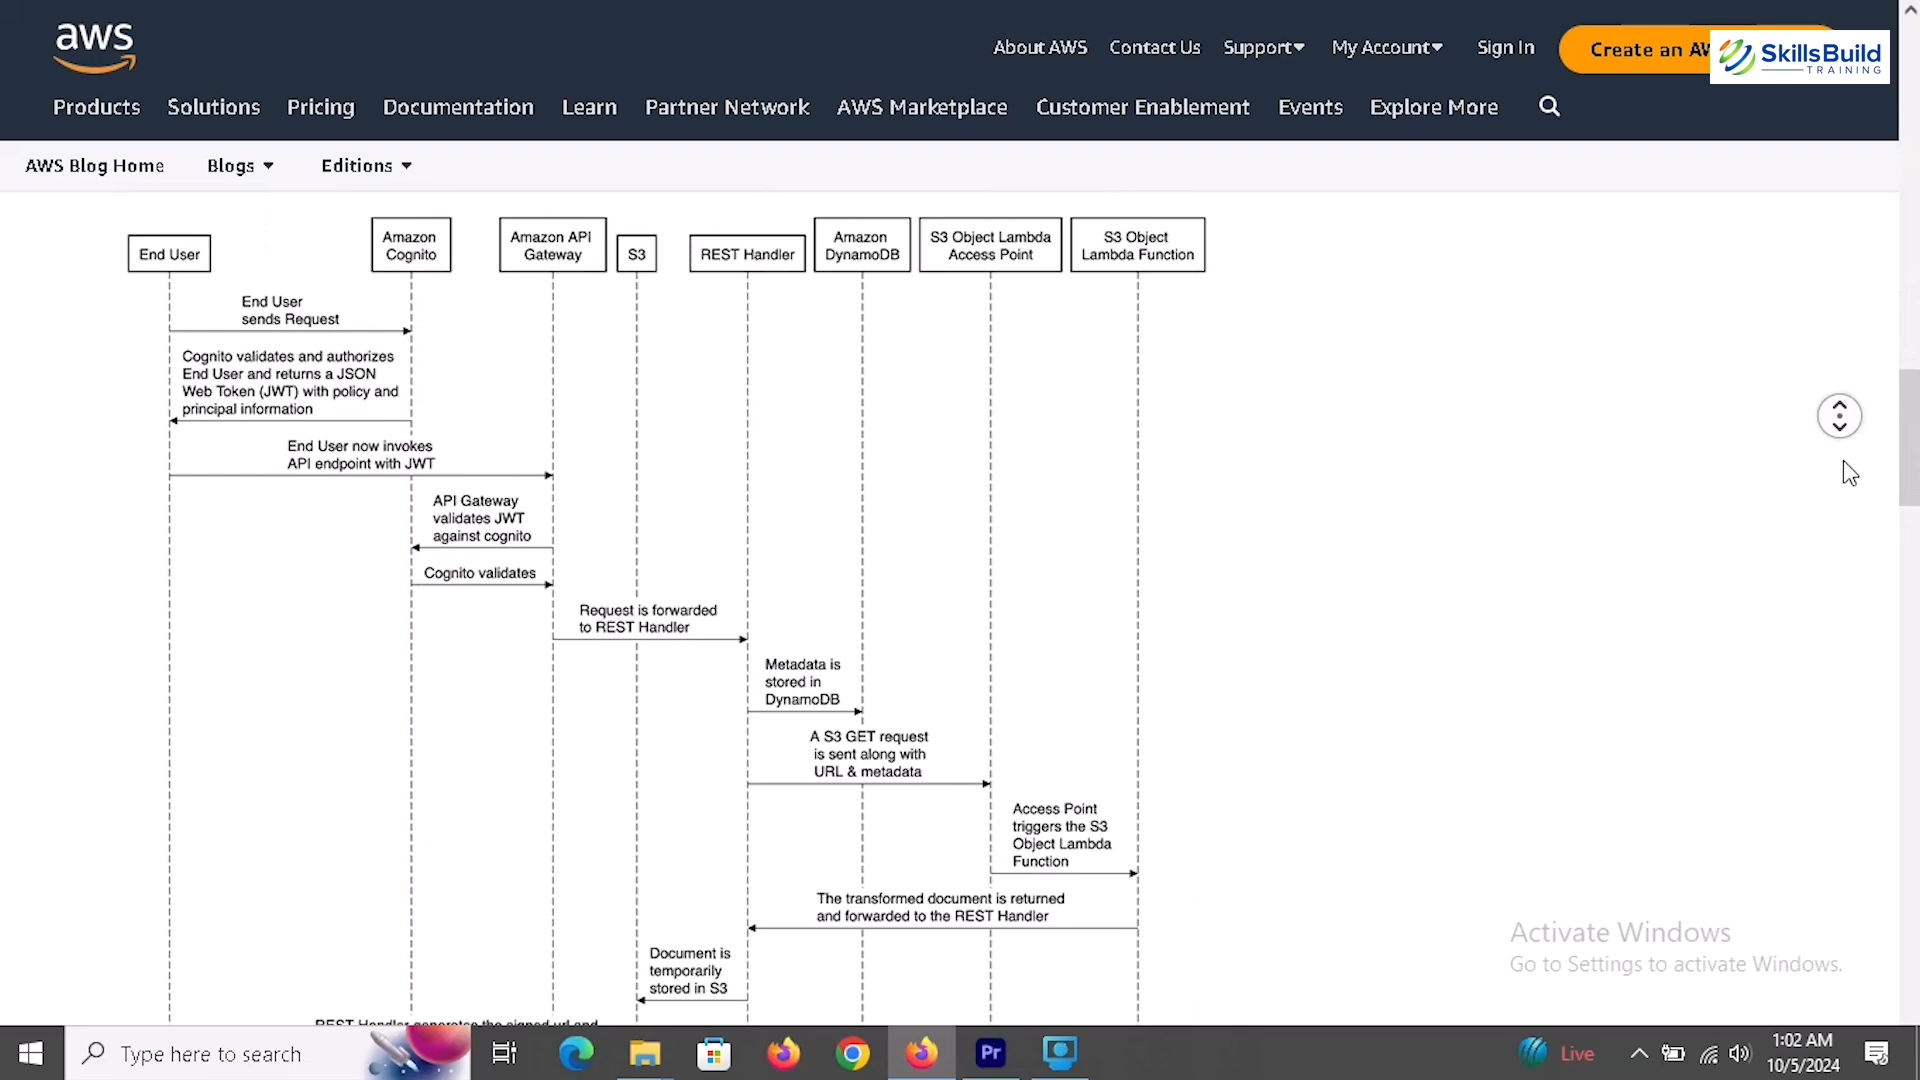 aws
About AWS Contact Us Support My Account Sign In Create an AW
SkillsBuild
TRAINING
Products Solutions Pricing Documentation Learn Partner Network AWS Marketplace Customer Enablement Events Explore More
AWS Blog Home Blogs Editions
End User
Amazon
Cognito
Amazon API
Gateway
S3
REST Handler
Amazon
DynamoDB
S3 Object Lambda
Access Point
S3 Object
Lambda Function
End User
sends Request
Cognito validates and authorizes
End User and returns a JSON
Web Token (JWT) with policy and
principal information
End User now invokes
API endpoint with JWT
API Gateway
validates JWT
against cognito
Cognito validates
Request is forwarded
to REST Handler
Metadata is
stored in
DynamoDB
A S3 GET request
is sent along with
URL & metadata
Access Point
triggers the S3
Object Lambda
Function
The transformed document is returned
and forwarded to the REST Handler
Document is
temporarily
stored in S3
REST Handler generates the signed url and
Activate Windows
Go to Settings to activate Windows.
Type here to search
Pr
Live
1:02 AM
10/5/2024